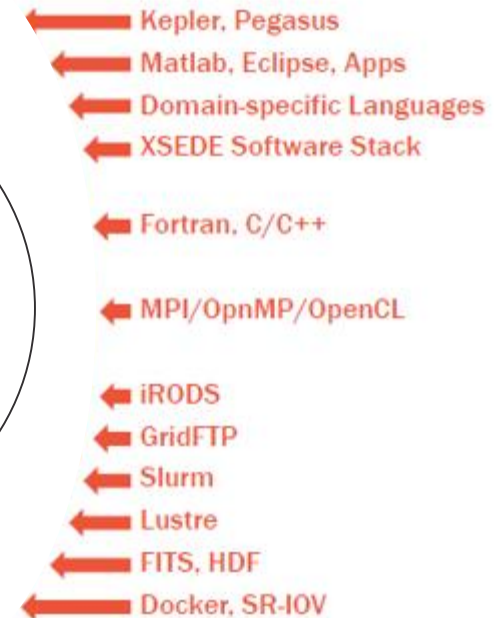 Kepler, Pegasus
Matlab, Eclipse, Apps
Domain-specific Languages
XSEDE Software Stack
Fortran, C/C++
MPI/OpnMP/OpenCL
iRODS
GridFTP
Slurm
Lustre
FITS, HDF
Docker, SR-IOV